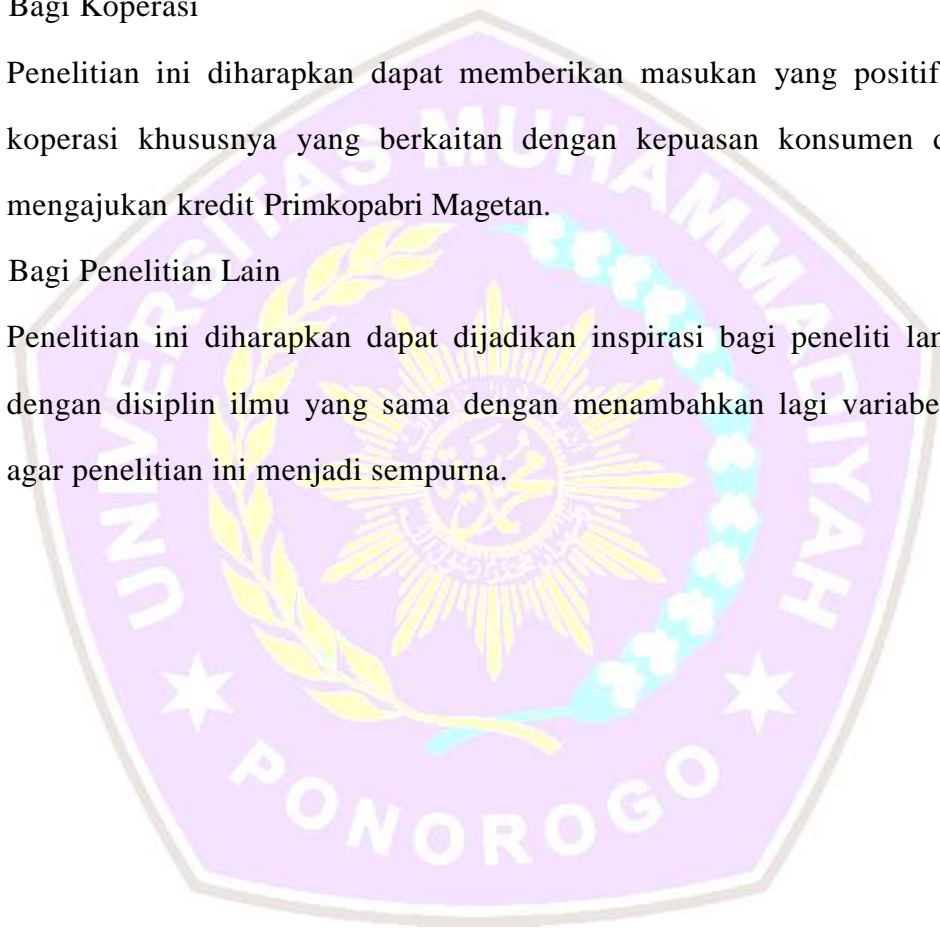 Bagi Koperasi
Penelitian ini diharapkan dapat memberikan masukan yang positif
koperasi khususnya yang berkaitan dengan kepuasan konsumen
mengajukan kredit Primkopabri Magetan.
Bagi Penelitian Lain
Penelitian ini diharapkan dapat dijadikan inspirasi bagi peneliti
dengan disiplin ilmu yang sama dengan menambahkan lagi
agar penelitian ini menjadi sempurna.
UNIVERSITAS MUHAMMADIYAH
PONOROGO